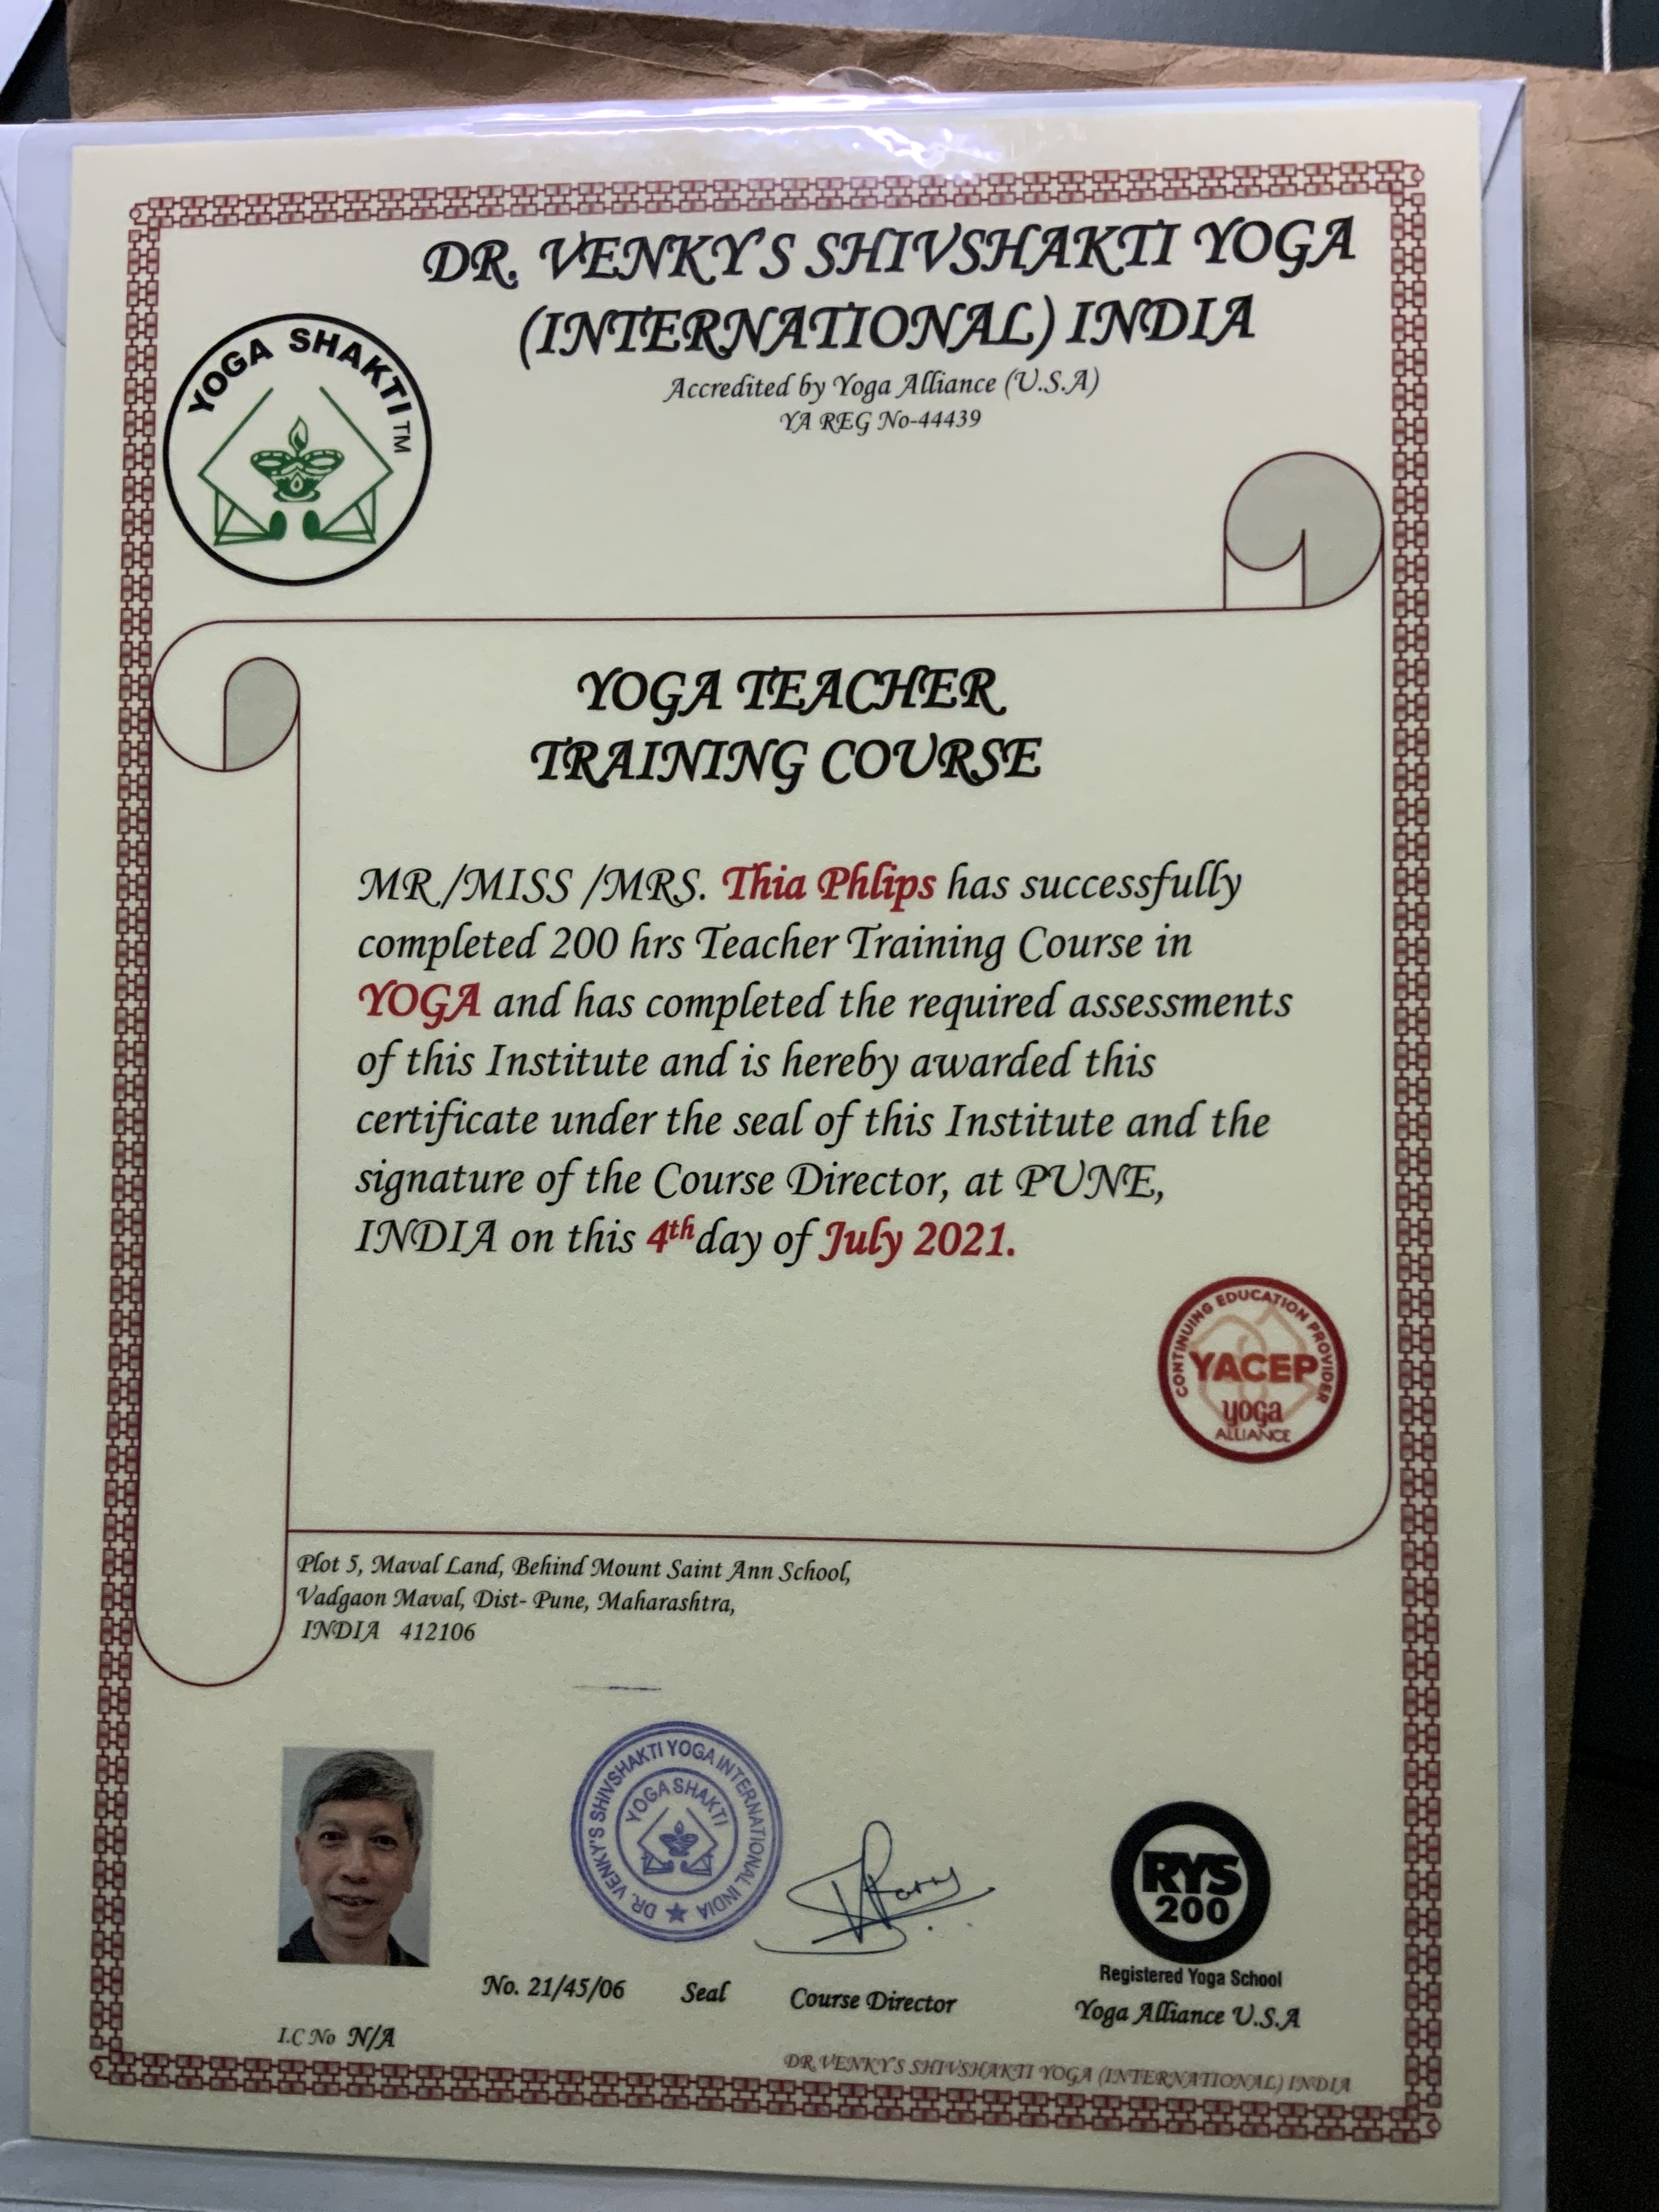 DR. VENKY'S SHIVSHAKTI YOGA
(INTERNATIONAL) INDIA
Accredited by Yoga Alliance (U.S.A)
YA REG No-44439
YOGA SHAKTI TM
YOGA TEACHER
TRAINING COURSE
MR /MISS /MRS. Thia Phlips has successfully
completed 200 hrs Teacher Training Course in
YOGA and has completed the required assessments
of this Institute and is hereby awarded this
certificate under the seal of this Institute and the
signature of the Course Director, at PUNE,
INDIA on this 4th day of July 2021.
CONTINUING EDUCATION PROVIDER
YACEP
yoga
ALLIANCE
Plot 5, Maval Land, Behind Mount Saint Ann School,
Vadgaon Maval, Dist- Pune, Maharashtra,
INDIA 412106
DR. VENKY'S SHIVSHAKTI YOGA INTERNATIONAL INDIA
YOGA SHAKTI
RYS
200
Registered Yoga School
Yoga Alliance U.S.A
No. 21/45/06 Seal Course Director
I.C No N/A
DR.VENKY'S SHIVSHAKTI YOGA (INTERNATIONAL) INDIA